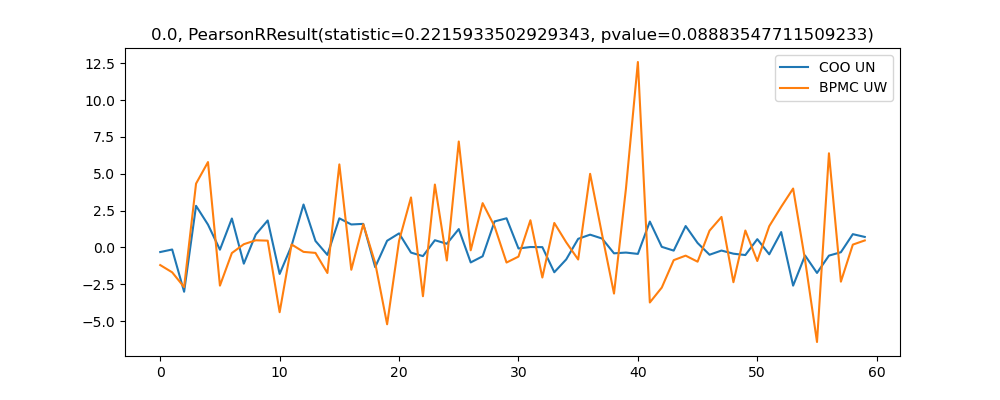 0.0, PearsonRResult(statistic=0.2215933502929343, pvalue=0.08883547711509233)
COO UN
BPMC UW
12.5
10.0
7.5
5.0
2.5
0.0
−2.5
−5.0
0 10 20 30 40 50 60